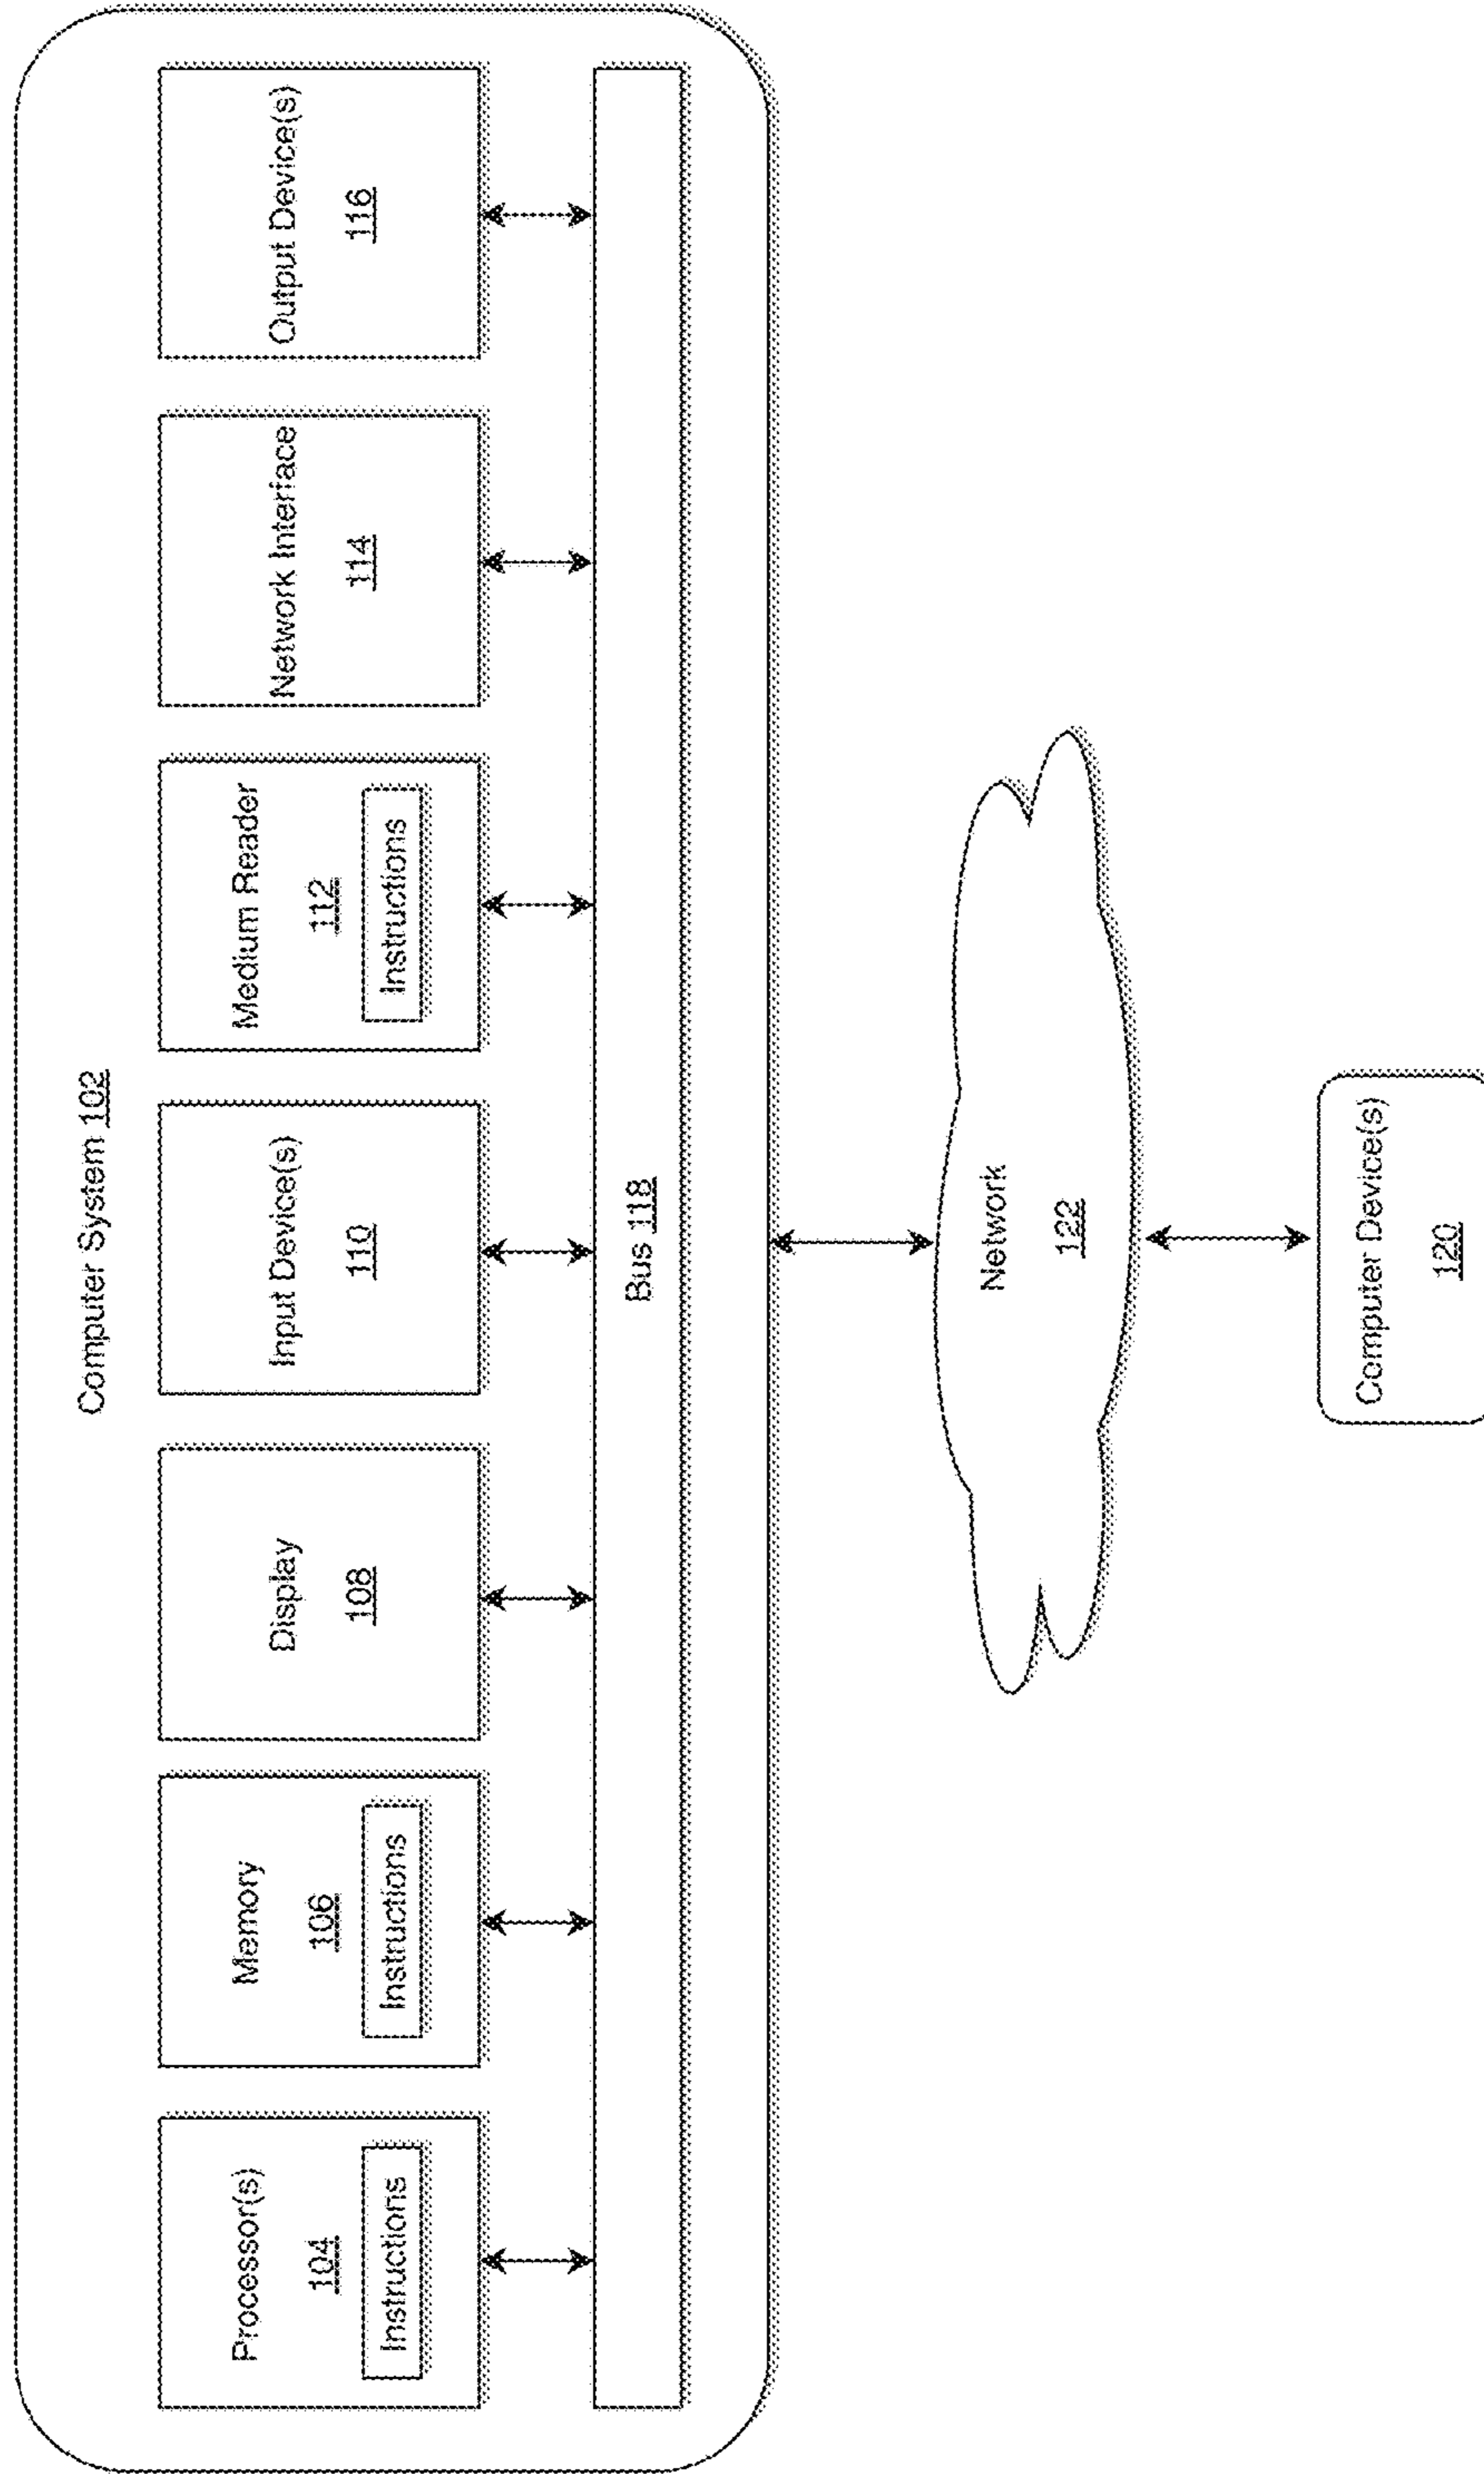 Computer System 102
Processor(s)
104
Instructions
Memory
106
Instructions
Display
108
Input Device(s)
110
Medium Reader
112
Instructions
Network Interface
114
Output Device(s)
116
Bus 118
Network
122
Computer Device(s)
120